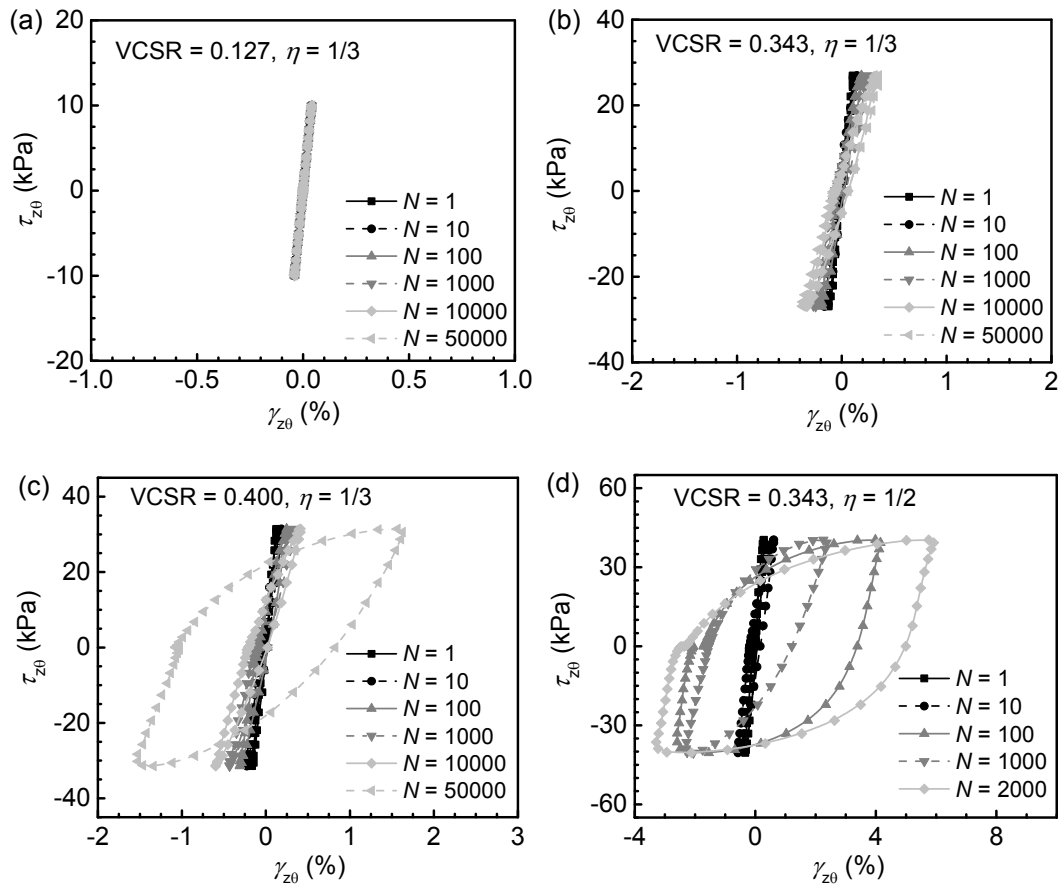 (a)
VCSR = 0.127, η = 1/3
τzθ (kPa)
20
10
0
-10
-20
-1.0 -0.5 0.0 0.5 1.0
γzθ (%)
N = 1
N = 10
N = 100
N = 1000
N = 10000
N = 50000
(b)
VCSR = 0.343, η = 1/3
τzθ (kPa)
40
20
0
-20
-40
-2 -1 0 1 2
γzθ (%)
N = 1
N = 10
N = 100
N = 1000
N = 10000
N = 50000
(c)
VCSR = 0.400, η = 1/3
τzθ (kPa)
40
20
0
-20
-40
-2 -1 0 1 2 3
γzθ (%)
N = 1
N = 10
N = 100
N = 1000
N = 10000
N = 50000
(d)
VCSR = 0.343, η = 1/2
τzθ (kPa)
60
30
0
-30
-60
-4 0 4 8
γzθ (%)
N = 1
N = 10
N = 100
N = 1000
N = 2000